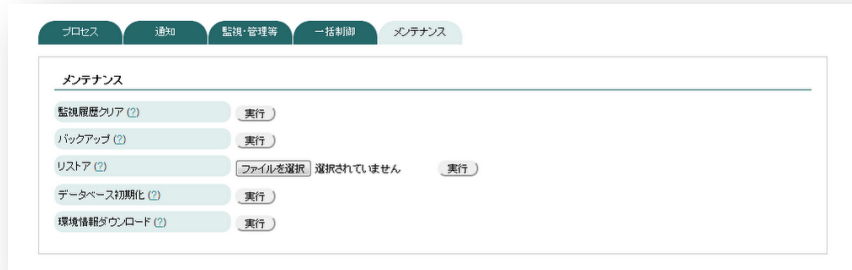 プロセス 通知 監視・管理等 一括制御 メンテナンス
メンテナンス
監視履歴クリア (?) 実行
バックアップ (?) 実行
リストア (?) ファイルを選択 選択されていません 実行
データベース初期化 (?) 実行
環境情報ダウンロード (?) 実行